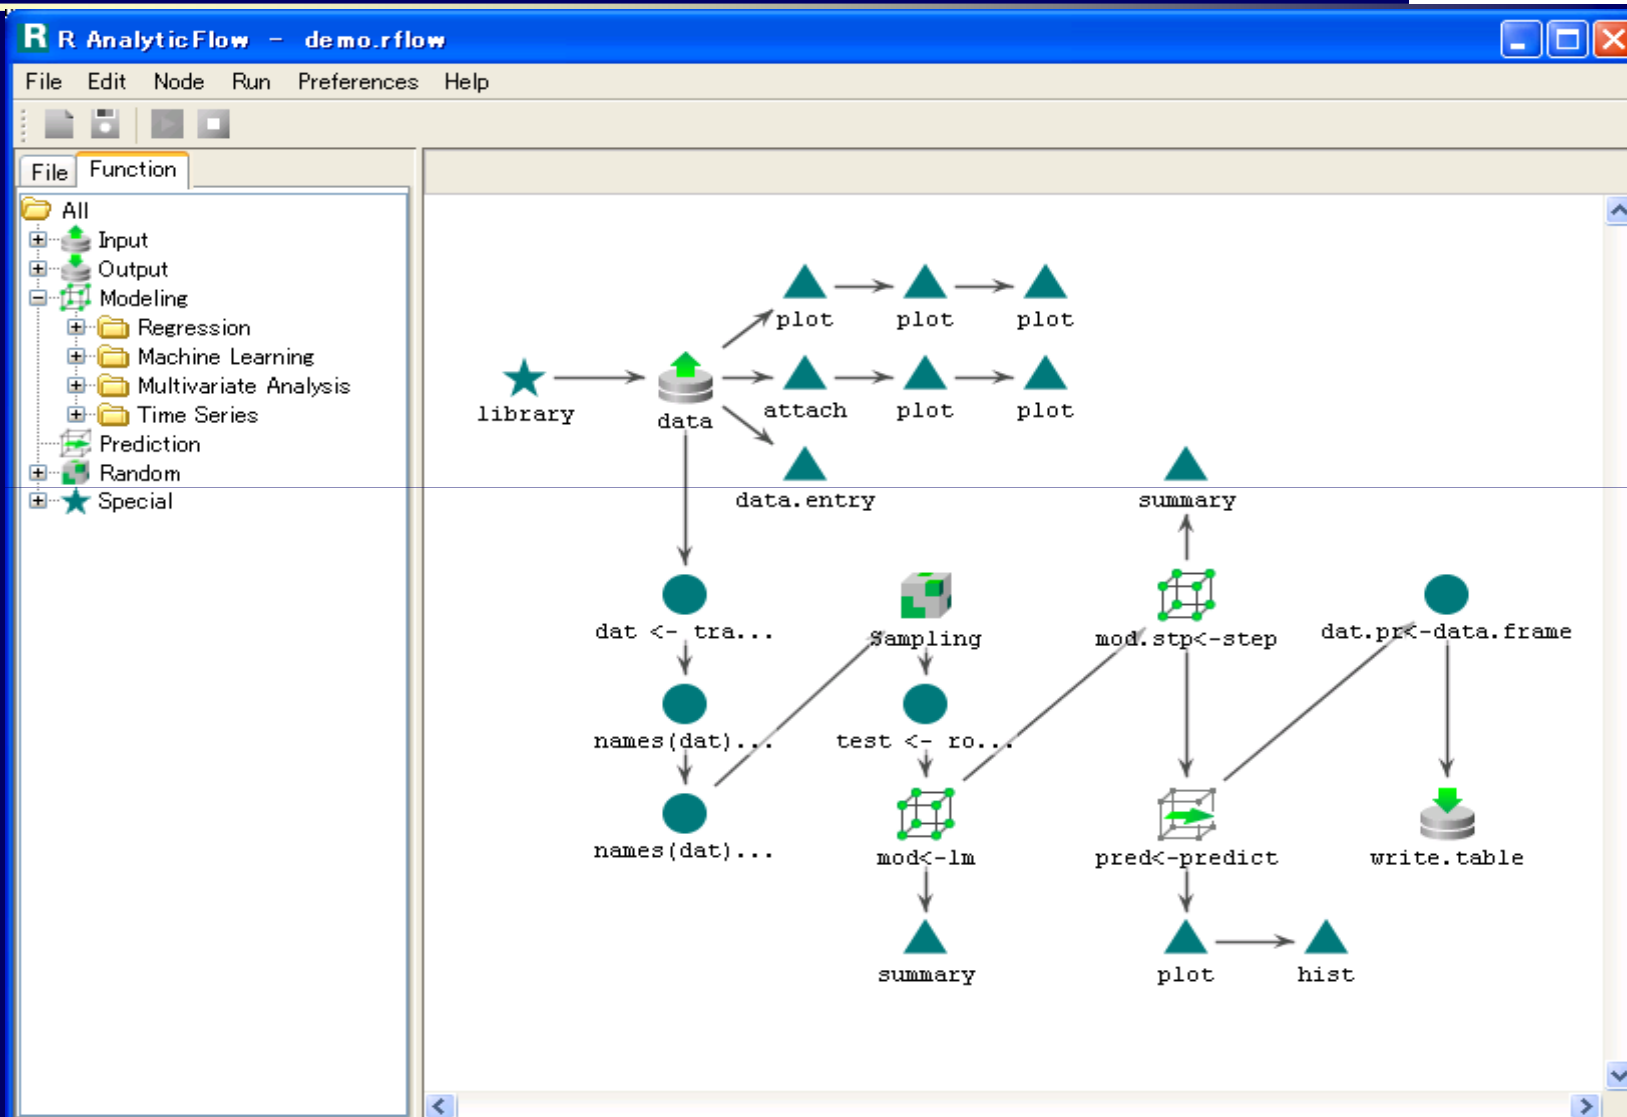 R R AnalyticFlow - demo.rflow
File Edit Node Run Preferences Help
File Function
All
Input
Output
Modeling
Regression
Machine Learning
Multivariate Analysis
Time Series
Prediction
Random
Special
plot plot plot
library data attach plot plot
data.entry summary
dat <- tra... Sampling mod.stp<-step dat.pr<-data.frame
names(dat)... test <- ro...
names(dat)... mod<-lm pred<-predict write.table
summary plot hist